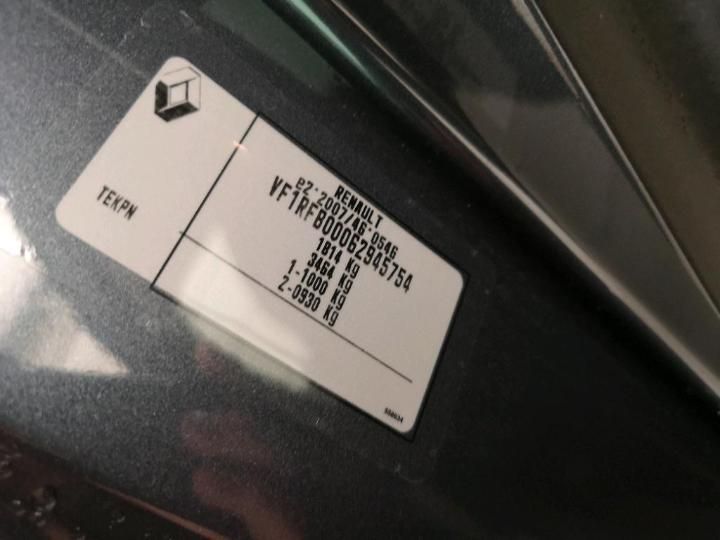 TEKPN
RENAULT
e2*2007/46*0546
VF1RFB00062945754
1814 Kg
3464 Kg
1-1000 Kg
2-0930 Kg